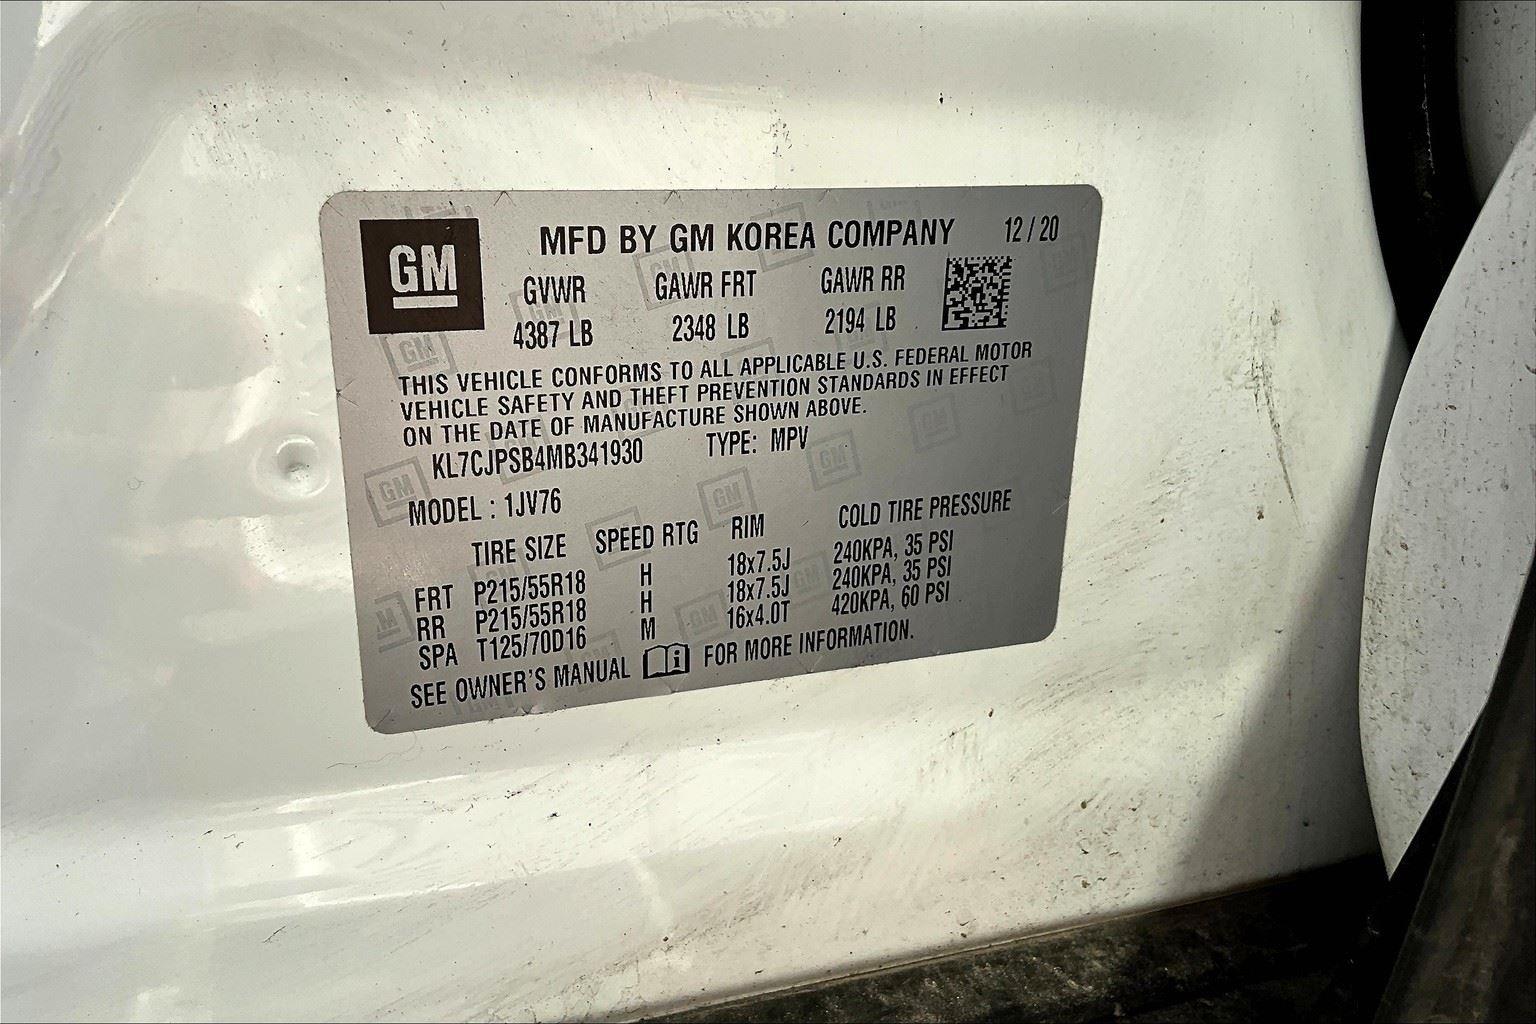 GM
MFD BY GM KOREA COMPANY 12 / 20
GVWR GAWR FRT GAWR RR
4387 LB 2348 LB 2194 LB
THIS VEHICLE CONFORMS TO ALL APPLICABLE U.S. FEDERAL MOTOR
VEHICLE SAFETY AND THEFT PREVENTION STANDARDS IN EFFECT
ON THE DATE OF MANUFACTURE SHOWN ABOVE.
KL7CJPSB4MB341930 TYPE: MPV
MODEL : 1JV76
TIRE SIZE SPEED RTG RIM COLD TIRE PRESSURE
FRT P215/55R18 H 18x7.5J 240KPA, 35 PSI
RR P215/55R18 H 18x7.5J 240KPA, 35 PSI
SPA T125/70D16 M 16x4.0T 420KPA, 60 PSI
SEE OWNER'S MANUAL i FOR MORE INFORMATION.